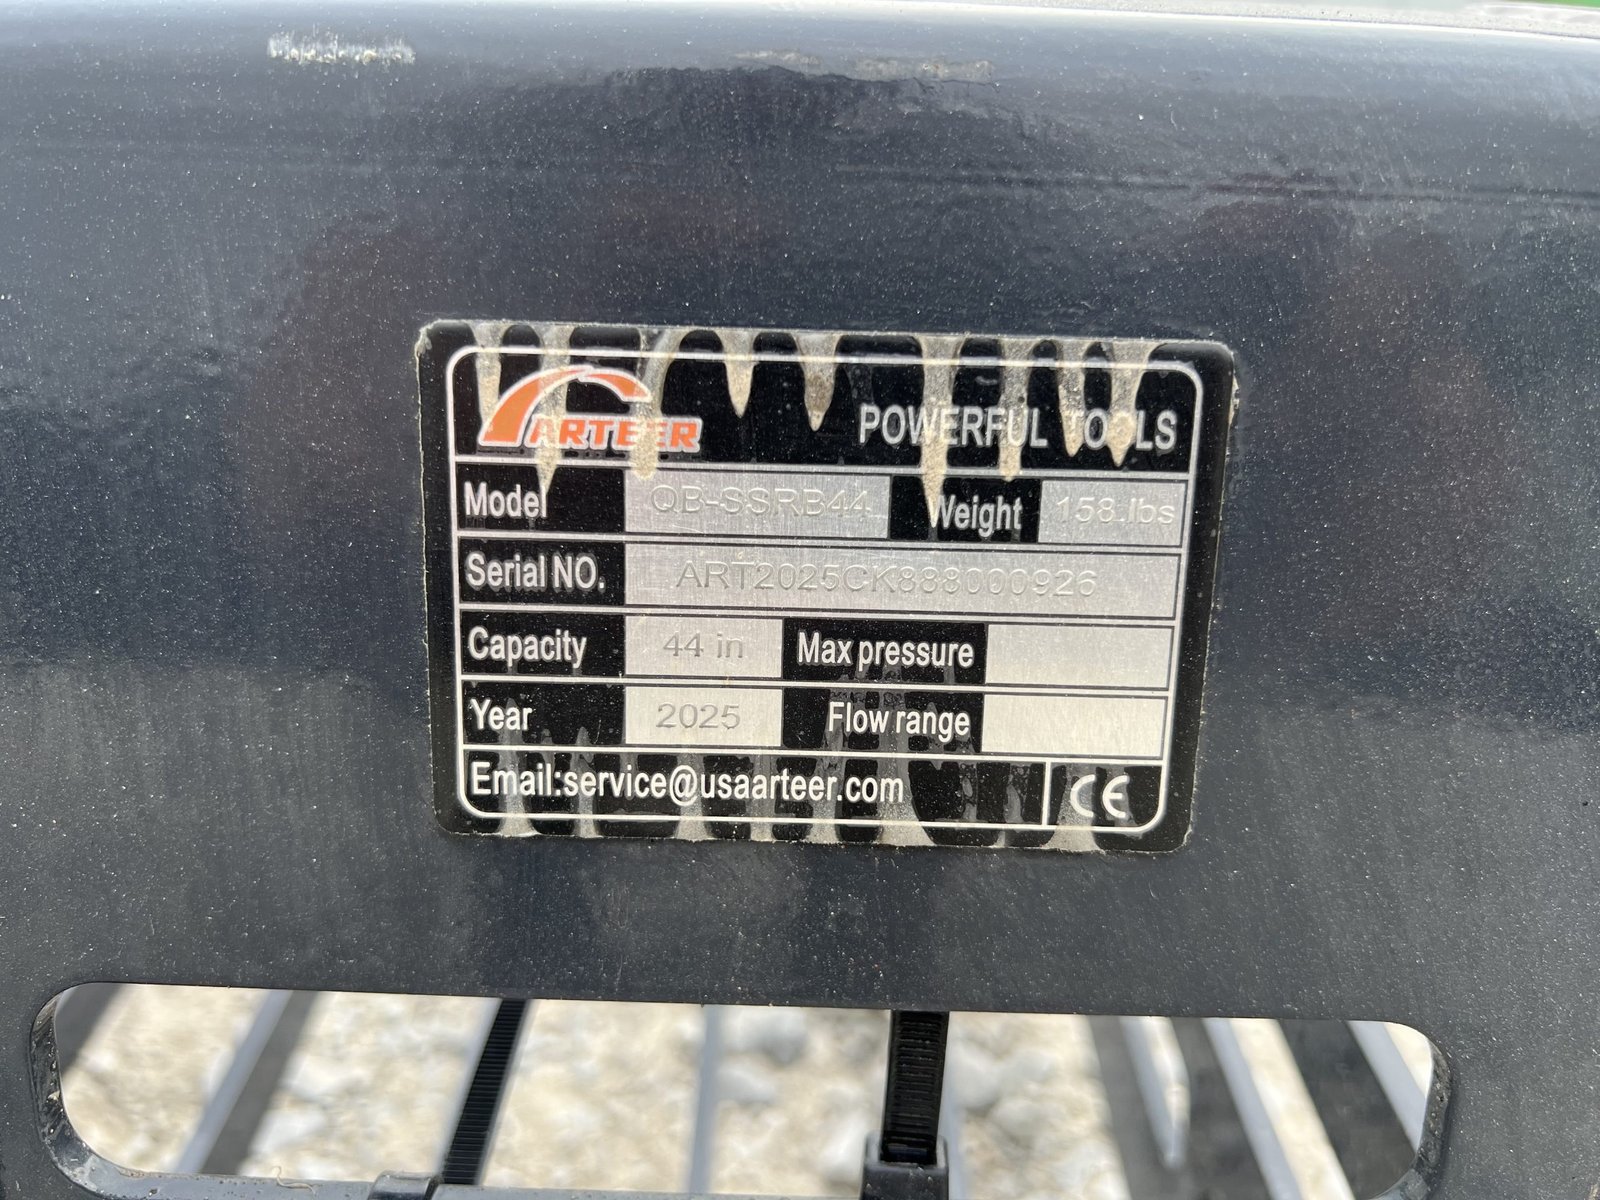 ARTEER POWERFUL TOOLS
Model QB-SSRB44 Weight 158.lbs
Serial NO. ART2025CK888000926
Capacity 44 in Max pressure
Year 2025 Flow range
Email:service@usaarteer.com CE